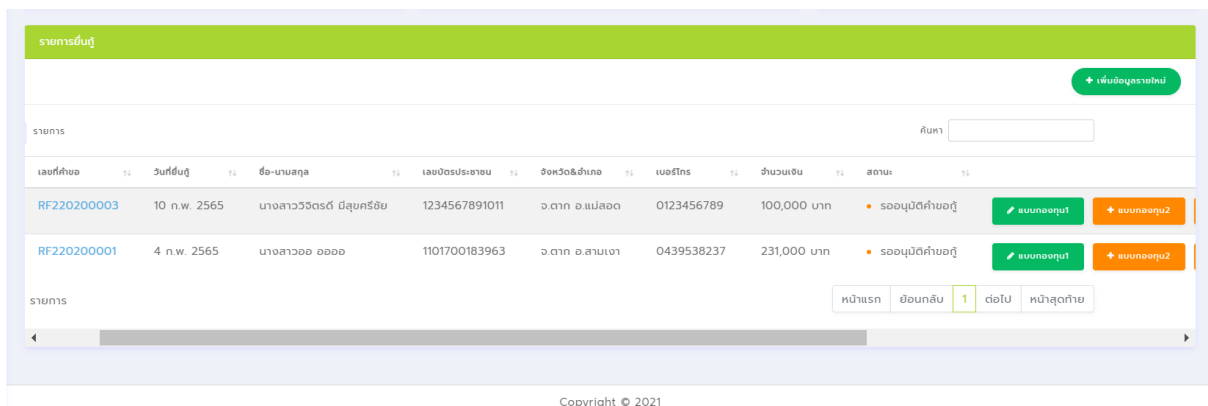 รายการยื่นกู้
+ เพิ่มข้อมูลรายใหม่
รายการ
ค้นหา
เลขที่คำขอ วันที่ยื่นกู้ ชื่อ-นามสกุล เลขบัตรประชาชน จังหวัด&อำเภอ เบอร์โทร จำนวนเงิน สถานะ
RF220200003 10 ก.พ. 2565 นางสาววิจิตรดี มีสุขศรีชัย 1234567891011 จ.ตาก อ.แม่สอด 0123456789 100,000 บาท รออนุมัติคำขอกู้ แบบกองทุน1 + แบบกองทุน2
RF220200001 4 ก.พ. 2565 นางสาวออ ออออ 1101700183963 จ.ตาก อ.สามเงา 0439538237 231,000 บาท รออนุมัติคำขอกู้ แบบกองทุน1 + แบบกองทุน2
รายการ
หน้าแรก ย้อนกลับ 1 ต่อไป หน้าสุดท้าย
Copyright © 2021